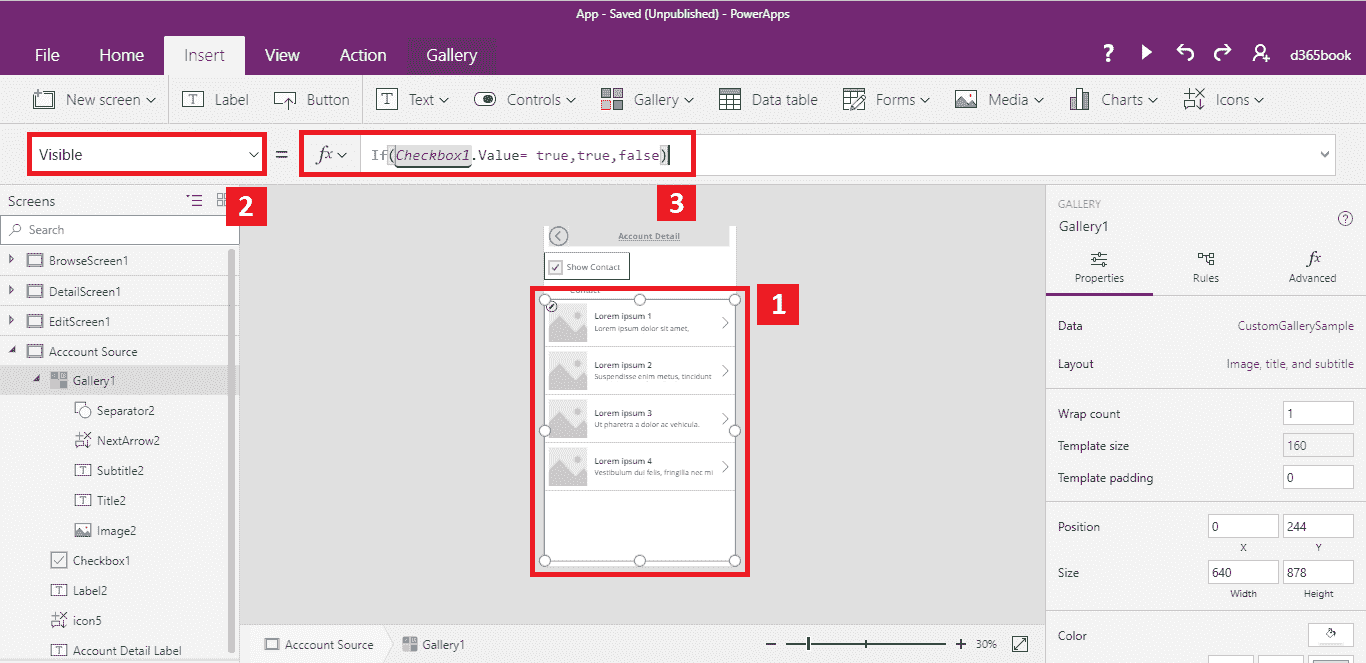 App - Saved (Unpublished) - PowerApps
File Home Insert View Action Gallery ? d365book
New screen T Label Button T Text Controls Gallery Data table Forms Media Charts Icons
Visible = fx If(Checkbox1.Value= true,true,false)
2
3
1
Screens
Search
BrowseScreen1
DetailScreen1
EditScreen1
Acccount Source
Gallery1
Separator2
NextArrow2
T Subtitle2
T Title2
Image2
Checkbox1
T Label2
icon5
T Account Detail Label
Account Detail
Show Contact
Contact
Lorem ipsum 1
Lorem ipsum dolor sit amet,
Lorem ipsum 2
Suspendisse enim metus, tincidunt
Lorem ipsum 3
Ut pharetra a dolor ac vehicula.
Lorem ipsum 4
Vestibulum dui felis, fringilla nec mi
Acccount Source Gallery1 30%
GALLERY
Gallery1 ?
fx
Properties Rules Advanced
Data CustomGallerySample
Layout Image, title, and subtitle
Wrap count 1
Template size 160
Template padding 0
Position 0 244
X Y
Size 640 878
Width Height
Color